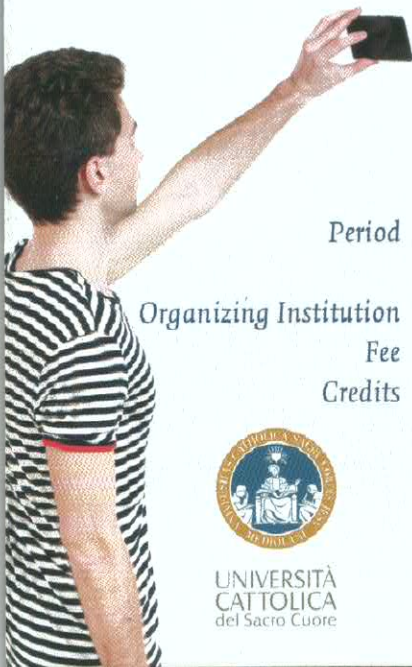 Period
Organizing Institution
Fee
Credits
UNIVERSITÀ
CATTOLICA
del Sacro Cuore